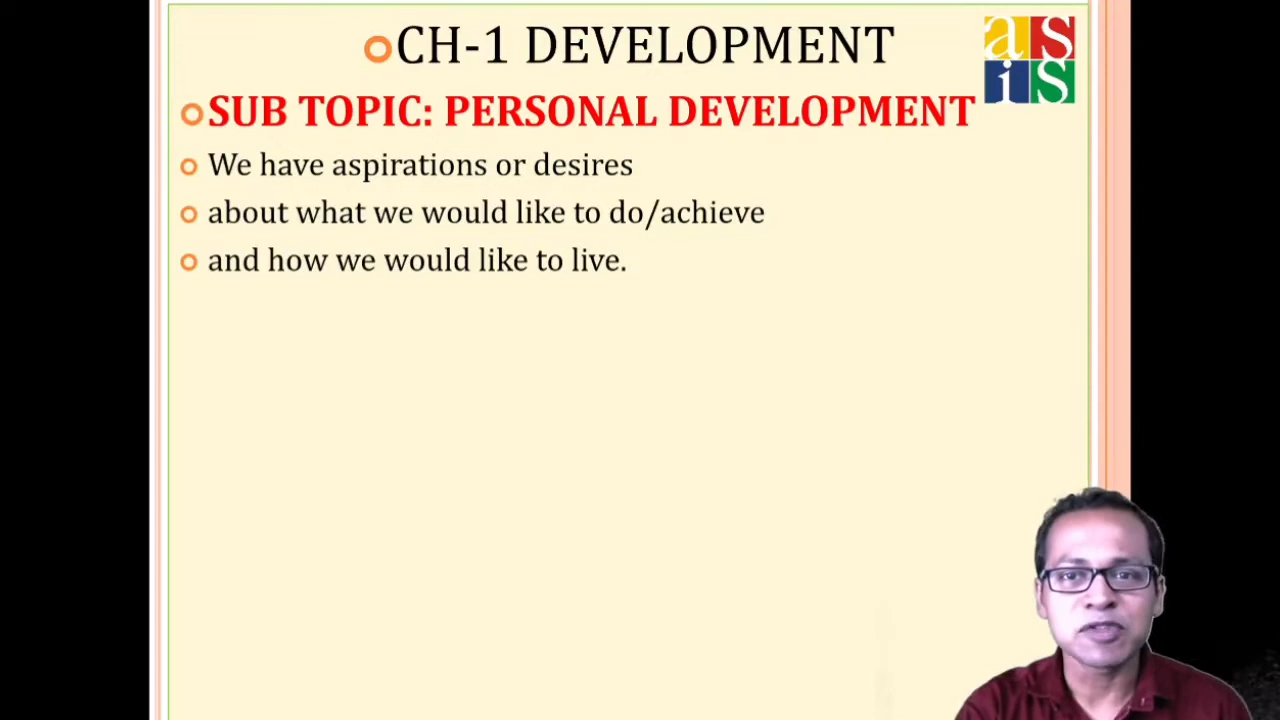 CH-1 DEVELOPMENT
asis
SUB TOPIC: PERSONAL DEVELOPMENT
We have aspirations or desires
about what we would like to do/achieve
and how we would like to live.